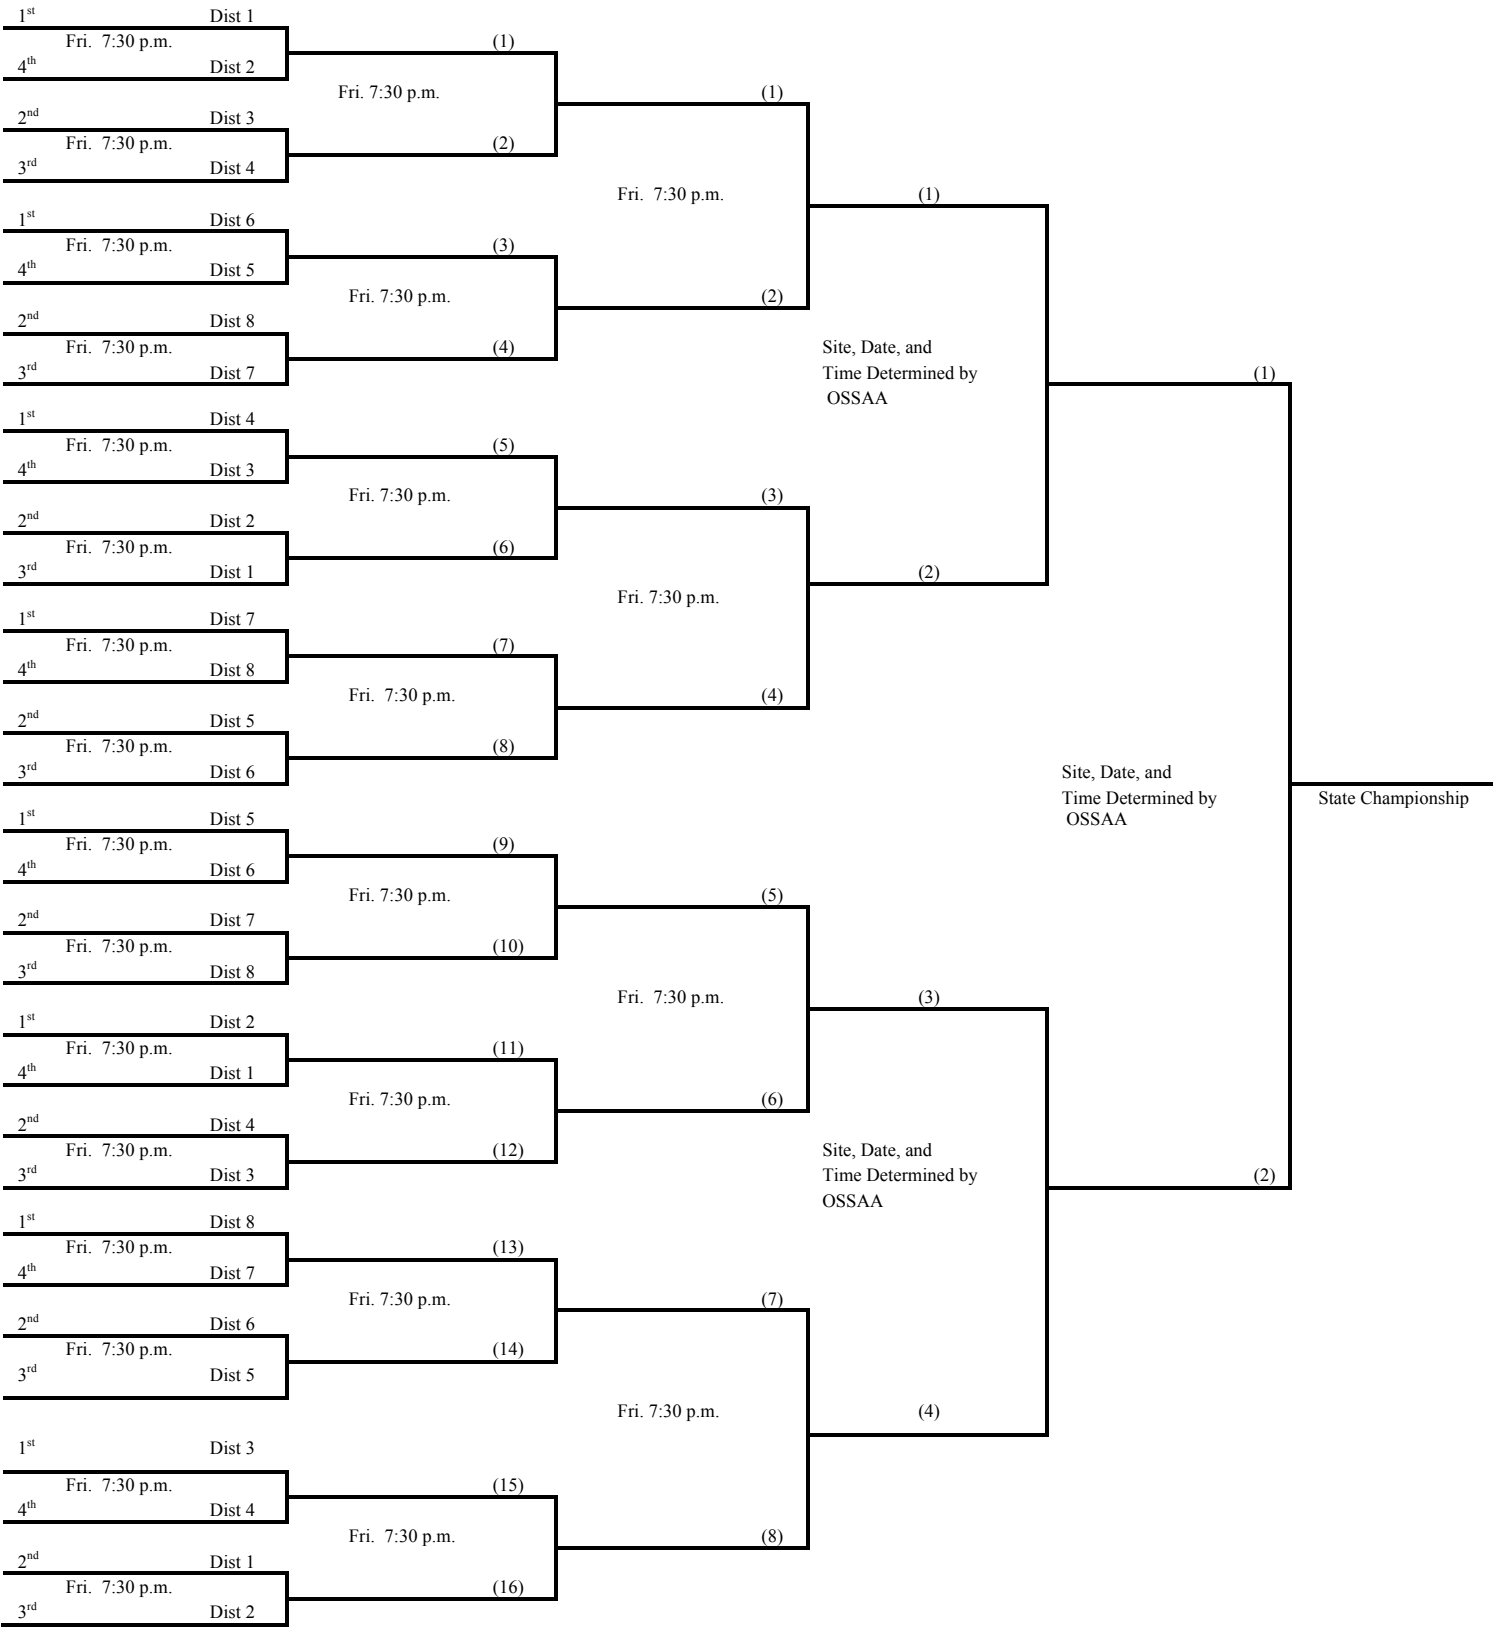 1st Dist 1
Fri. 7:30 p.m. (1)
4th Dist 2
Fri. 7:30 p.m. (1)
2nd Dist 3
Fri. 7:30 p.m. (2)
3rd Dist 4
Fri. 7:30 p.m. (1)
1st Dist 6
Fri. 7:30 p.m. (3)
4th Dist 5
Fri. 7:30 p.m. (2)
2nd Dist 8
Fri. 7:30 p.m. (4) Site, Date, and
3rd Dist 7 Time Determined by (1)
OSSAA
1st Dist 4
Fri. 7:30 p.m. (5)
4th Dist 3
Fri. 7:30 p.m. (3)
2nd Dist 2
Fri. 7:30 p.m. (6)
3rd Dist 1 (2)
Fri. 7:30 p.m.
1st Dist 7
Fri. 7:30 p.m. (7)
4th Dist 8
Fri. 7:30 p.m. (4)
2nd Dist 5
Fri. 7:30 p.m. (8)
3rd Dist 6 Site, Date, and
Time Determined by State Championship
1st Dist 5 OSSAA
Fri. 7:30 p.m. (9)
4th Dist 6
Fri. 7:30 p.m. (5)
2nd Dist 7
Fri. 7:30 p.m. (10)
3rd Dist 8
Fri. 7:30 p.m. (3)
1st Dist 2
Fri. 7:30 p.m. (11)
4th Dist 1
Fri. 7:30 p.m. (6)
2nd Dist 4
Fri. 7:30 p.m. (12) Site, Date, and
3rd Dist 3 Time Determined by (2)
OSSAA
1st Dist 8
Fri. 7:30 p.m. (13)
4th Dist 7
Fri. 7:30 p.m. (7)
2nd Dist 6
Fri. 7:30 p.m. (14)
3rd Dist 5
Fri. 7:30 p.m. (4)
1st Dist 3
Fri. 7:30 p.m. (15)
4th Dist 4
Fri. 7:30 p.m. (8)
2nd Dist 1
Fri. 7:30 p.m. (16)
3rd Dist 2